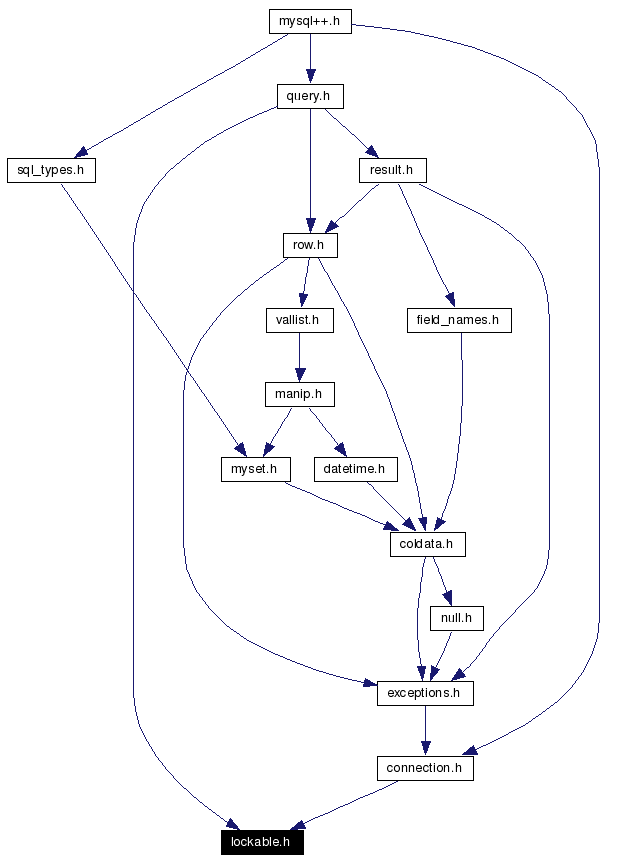 mysql++.h
query.h
sql_types.h
result.h
row.h
vallist.h
field_names.h
manip.h
myset.h
datetime.h
coldata.h
null.h
exceptions.h
connection.h
lockable.h